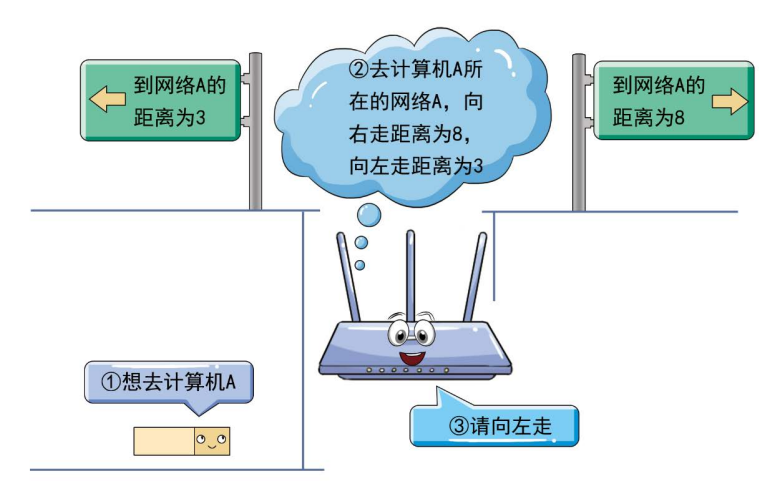 到网络A的
距离为3
②去计算机A所
在的网络A，向
右走距离为8，
向左走距离为3
到网络A的
距离为8
①想去计算机A
③请向左走